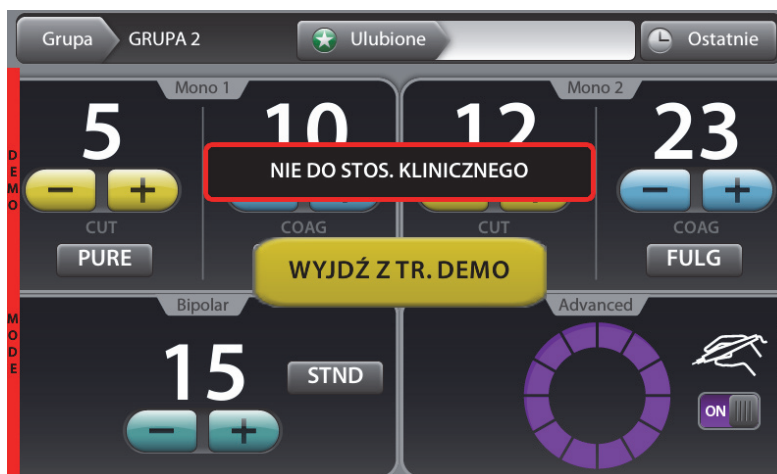 Grupa GRUPA 2 Ulubione Ostatnie
Mono 1 Mono 2
5 10 12 23
NIE DO STOS. KLINICZNEGO
− + − +
CUT COAG CUT COAG
PURE FULG
WYJDŹ Z TR. DEMO
Bipolar Advanced
15 STND
− +
ON
DEMO
MODE